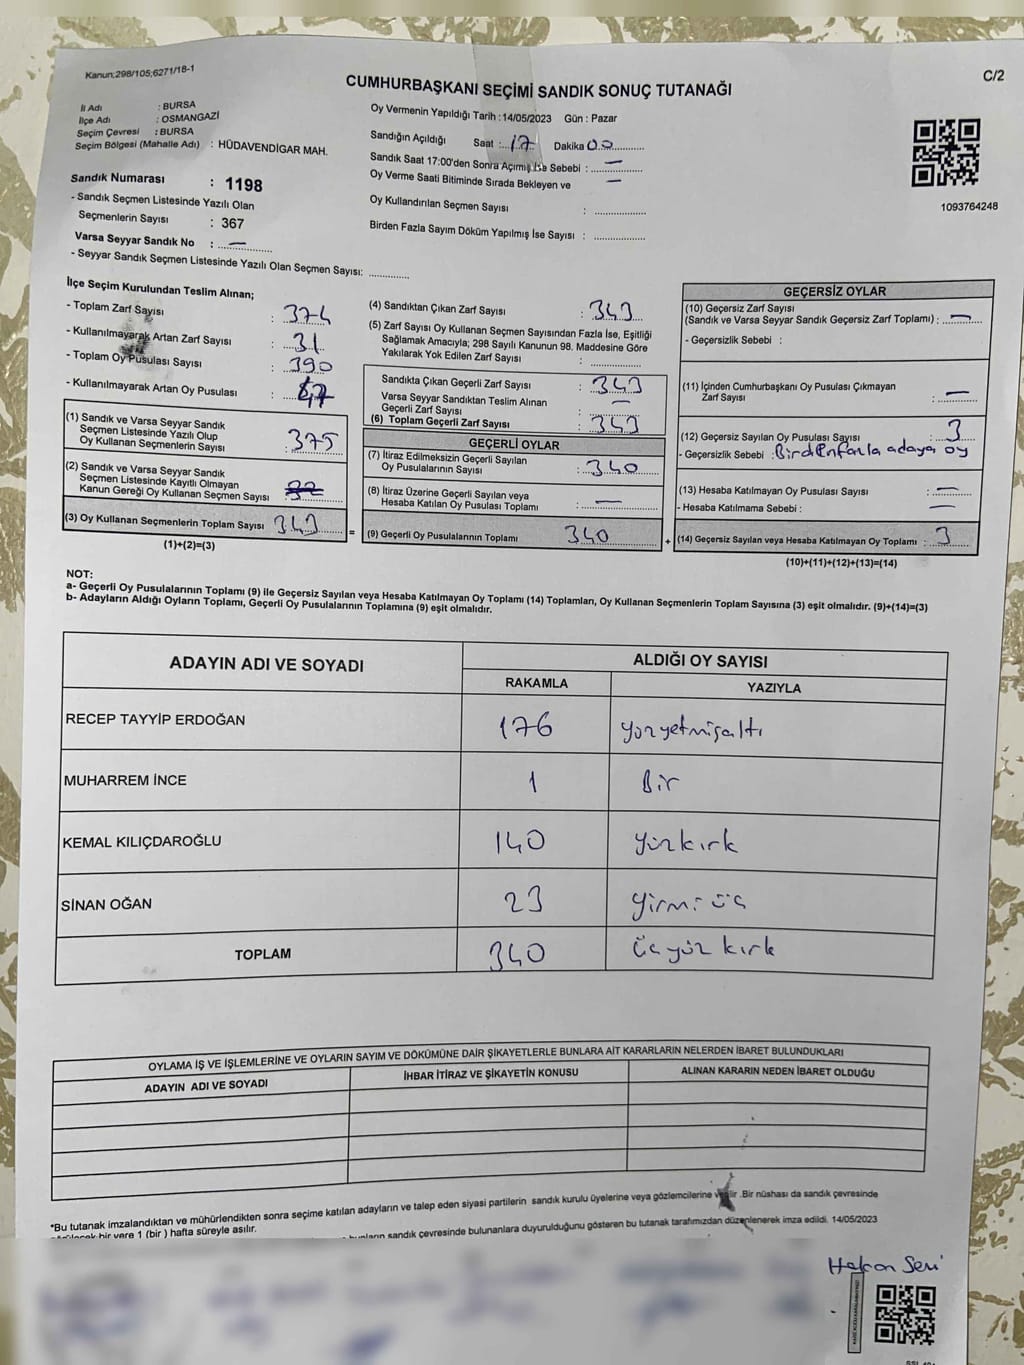 Kanun;298/105;6271/18-1
C/2
CUMHURBAŞKANI SEÇİMİ SANDIK SONUÇ TUTANAĞI
İl Adı : BURSA
İlçe Adı : OSMANGAZİ
Seçim Çevresi : BURSA
Seçim Bölgesi (Mahalle Adı) : HÜDAVENDİGAR MAH.
Sandık Numarası : 1198
- Sandık Seçmen Listesinde Yazılı Olan
Seçmenlerin Sayısı : 367
Varsa Seyyar Sandık No : —
- Seyyar Sandık Seçmen Listesinde Yazılı Olan Seçmen Sayısı: ............
Oy Vermenin Yapıldığı Tarih : 14/05/2023 Gün : Pazar
Sandığın Açıldığı Saat :..17.. Dakika 00............
Sandık Saat 17:00'den Sonra Açımış İse Sebebi : —
Oy Verme Saati Bitiminde Sırada Bekleyen ve —
Oy Kullandırılan Seçmen Sayısı : ...............
Birden Fazla Sayım Döküm Yapılmış İse Sayısı : ...............
1093764248
İlçe Seçim Kurulundan Teslim Alınan;
- Toplam Zarf Sayısı : 374
- Kullanılmayarak Artan Zarf Sayısı : 31
- Toplam Oy Pusulası Sayısı : 390
- Kullanılmayarak Artan Oy Pusulası : 47
(1) Sandık ve Varsa Seyyar Sandık
Seçmen Listesinde Yazılı Olup
Oy Kullanan Seçmenlerin Sayısı : 375
(2) Sandık ve Varsa Seyyar Sandık
Seçmen Listesinde Kayıtlı Olmayan
Kanun Gereği Oy Kullanan Seçmen Sayısı :
(3) Oy Kullanan Seçmenlerin Toplam Sayısı 343
(1)+(2)=(3)
=
(4) Sandıktan Çıkan Zarf Sayısı : 343
(5) Zarf Sayısı Oy Kullanan Seçmen Sayısından Fazla İse, Eşitliği
Sağlamak Amacıyla; 298 Sayılı Kanunun 98. Maddesine Göre
Yakılarak Yok Edilen Zarf Sayısı :
Sandıkta Çıkan Geçerli Zarf Sayısı : 343
Varsa Seyyar Sandıktan Teslim Alınan
Geçerli Zarf Sayısı : —
(6) Toplam Geçerli Zarf Sayısı : 343
GEÇERLİ OYLAR
(7) İtiraz Edilmeksizin Geçerli Sayılan
Oy Pusulalarının Sayısı : 340
(8) İtiraz Üzerine Geçerli Sayılan veya
Hesaba Katılan Oy Pusulası Toplamı : —
(9) Geçerli Oy Pusulalarının Toplamı : 340
+
GEÇERSİZ OYLAR
(10) Geçersiz Zarf Sayısı
(Sandık ve Varsa Seyyar Sandık Geçersiz Zarf Toplamı) : —
- Geçersizlik Sebebi :
(11) İçinden Cumhurbaşkanı Oy Pusulası Çıkmayan
Zarf Sayısı : —
(12) Geçersiz Sayılan Oy Pusulası Sayısı : 3
- Geçersizlik Sebebi : Birden fazla adaya oy
(13) Hesaba Katılmayan Oy Pusulası Sayısı : —
- Hesaba Katılmama Sebebi : —
(14) Geçersiz Sayılan veya Hesaba Katılmayan Oy Toplamı : 3
(10)+(11)+(12)+(13)=(14)
NOT:
a- Geçerli Oy Pusulalarının Toplamı (9) ile Geçersiz Sayılan veya Hesaba Katılmayan Oy Toplamı (14) Toplamları, Oy Kullanan Seçmenlerin Toplam Sayısına (3) eşit olmalıdır. (9)+(14)=(3)
b- Adayların Aldığı Oyların Toplamı, Geçerli Oy Pusulalarının Toplamına (9) eşit olmalıdır.
ADAYIN ADI VE SOYADI
ALDIĞI OY SAYISI
RAKAMLA YAZIYLA
RECEP TAYYİP ERDOĞAN 176 yüzyetmişaltı
MUHARREM İNCE 1 Bir
KEMAL KILIÇDAROĞLU 140 yüzkırk
SİNAN OĞAN 23 yirmi üç
TOPLAM 340 üçyüz kırk
OYLAMA İŞ VE İŞLEMLERİNE VE OYLARIN SAYIM VE DÖKÜMÜNE DAİR ŞİKAYETLERLE BUNLARA AİT KARARLARIN NELERDEN İBARET BULUNDUKLARI
ADAYIN ADI VE SOYADI İHBAR İTİRAZ VE ŞİKAYETİN KONUSU ALINAN KARARIN NEDEN İBARET OLDUĞU
*Bu tutanak imzalandıktan ve mühürlendikten sonra seçime katılan adayların ve talep eden siyasi partilerin sandık kurulu üyelerine veya gözlemcilerine verilir .Bir nüshası da sandık çevresinde
bir yere 1 (bir ) hafta süreyle asılır.
sandık çevresinde bulunanlara duyurulduğunu gösteren bu tutanak tarafımızdan düzenlenerek imza edildi. 14/05/2023